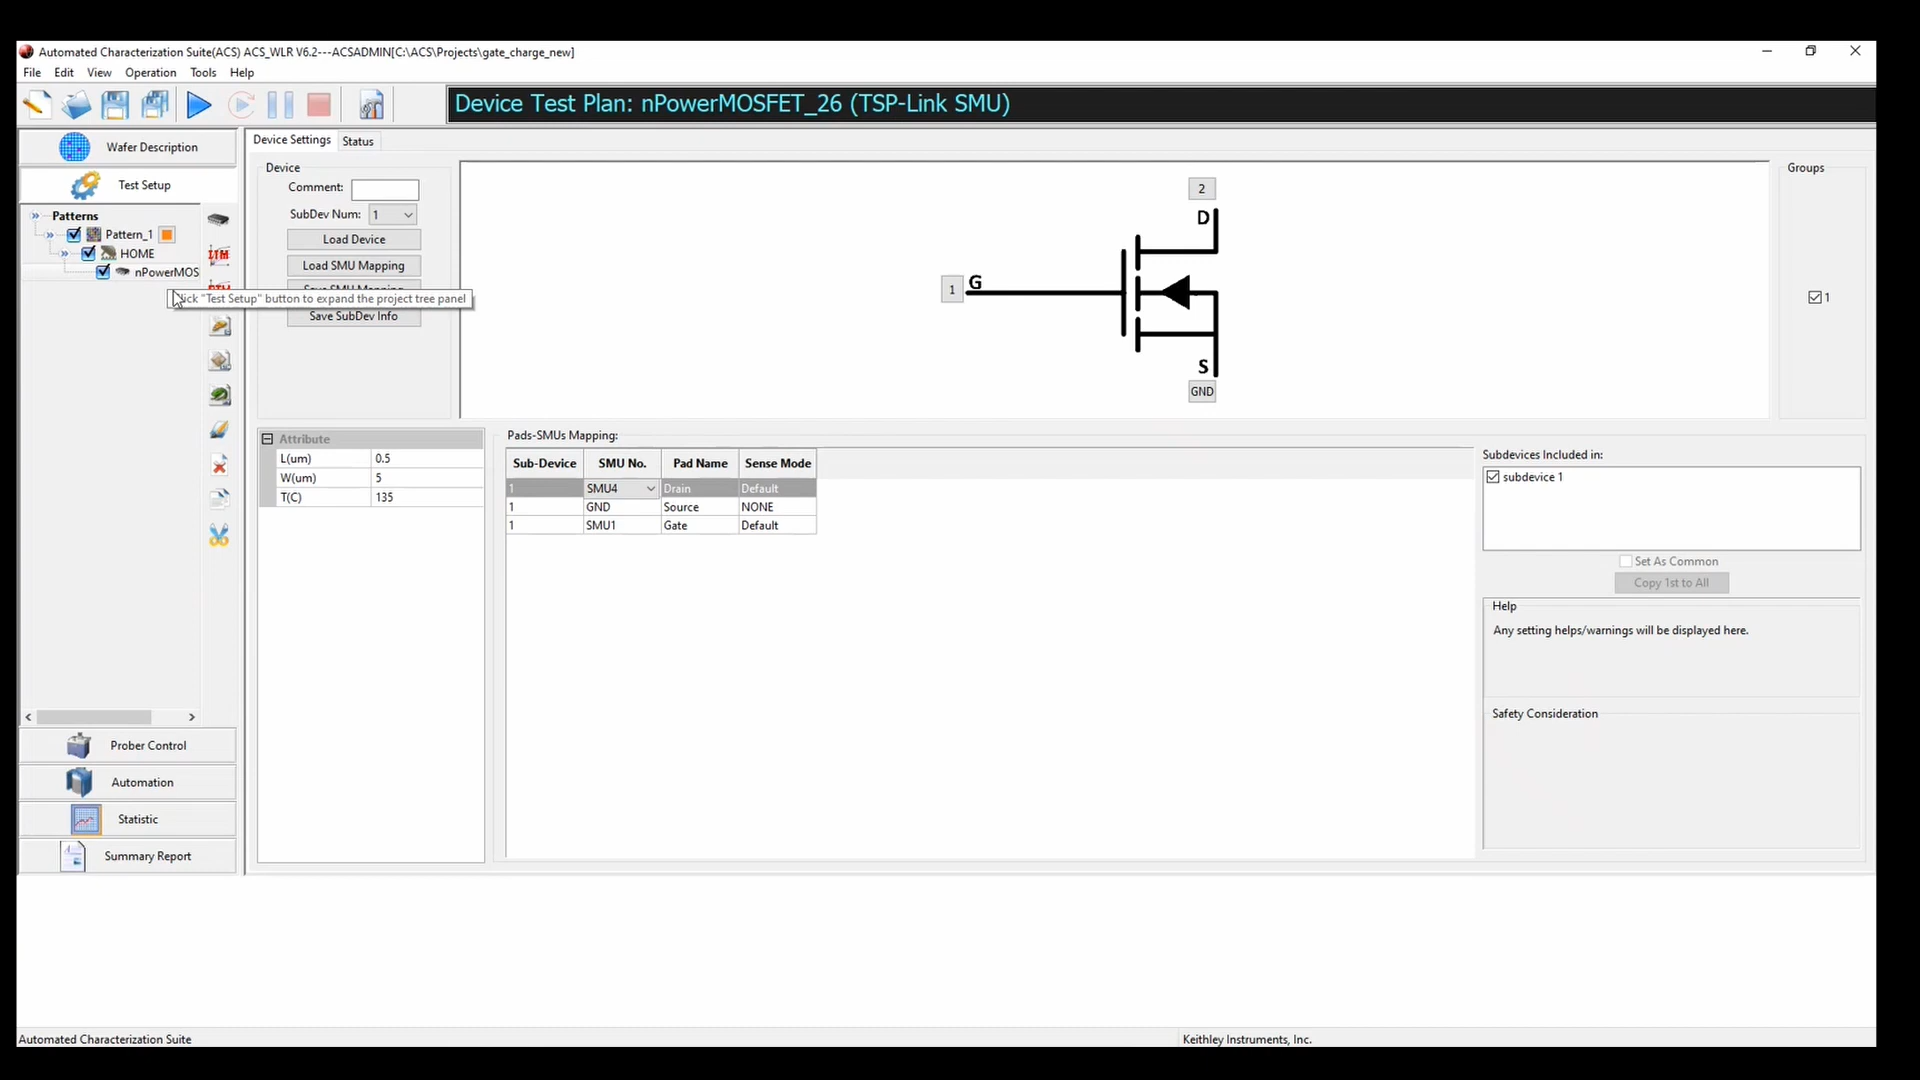 Automated Characterization Suite(ACS) ACS_WLR V6.2---ACSADMIN[C:\ACS\Projects\gate_charge_new]
File Edit View Operation Tools Help
Device Test Plan: nPowerMOSFET_26 (TSP-Link SMU)
Wafer Description
Test Setup
Patterns
Pattern_1
HOME
nPowerMOS
ITM
Click "Test Setup" button to expand the project tree panel
Prober Control
Automation
Statistic
Summary Report
Device Settings Status
Device
Comment:
SubDev Num: 1
Load Device
Load SMU Mapping
Save SubDev Info
2
D
1 G
S
GND
Groups
1
Attribute
L(um) 0.5
W(um) 5
T(C) 135
Pads-SMUs Mapping:
Sub-Device SMU No. Pad Name Sense Mode
1 SMU4 Drain Default
1 GND Source NONE
1 SMU1 Gate Default
Subdevices Included in:
subdevice 1
Set As Common
Copy 1st to All
Help
Any setting helps/warnings will be displayed here.
Safety Consideration
Automated Characterization Suite Keithley Instruments, Inc.